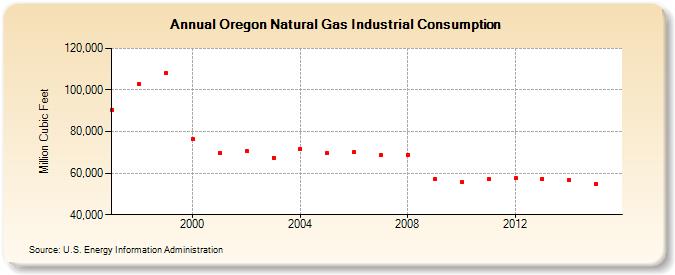 Annual Oregon Natural Gas Industrial Consumption
Million Cubic Feet
120,000
100,000
80,000
60,000
40,000
2000 2004 2008 2012
Source: U.S. Energy Information Administration